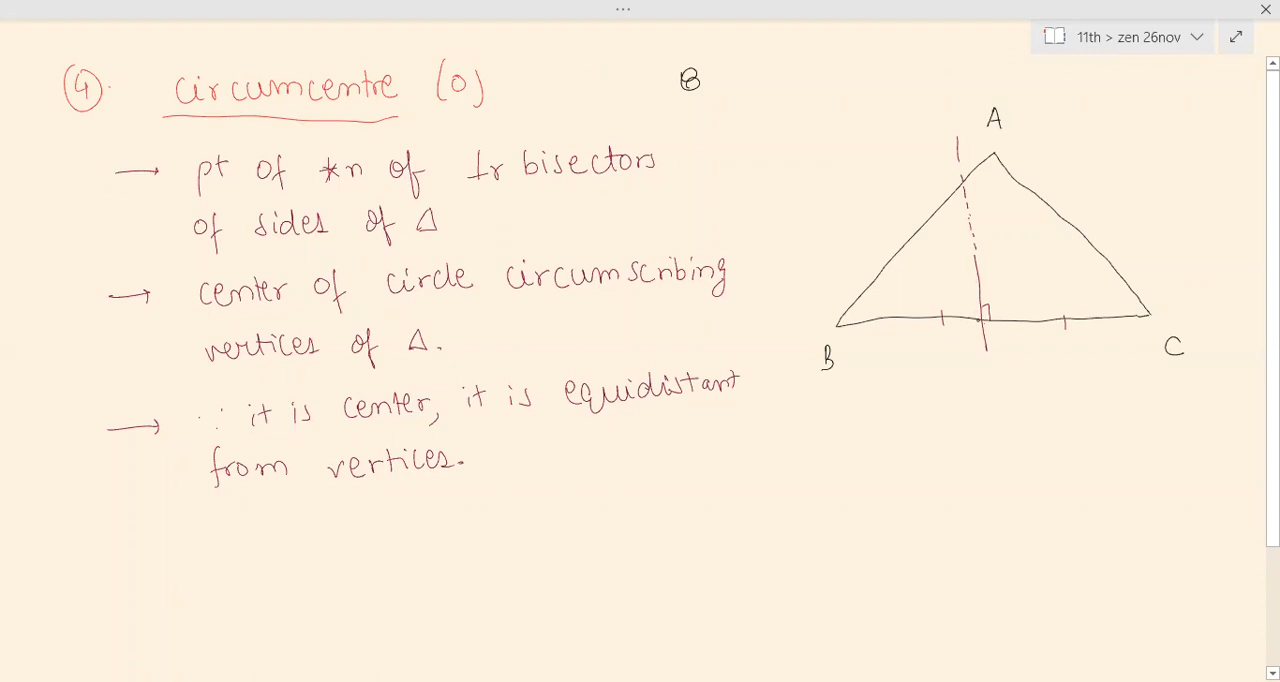 ...
11th > zen 26nov
④. circumcentre (O)
B
→ pt of *n of ⊥r bisectors
of sides of Δ
→ center of circle circumscribing
vertices of Δ.
→ ∵ it is center, it is equidistant
from vertices.
A
B
C